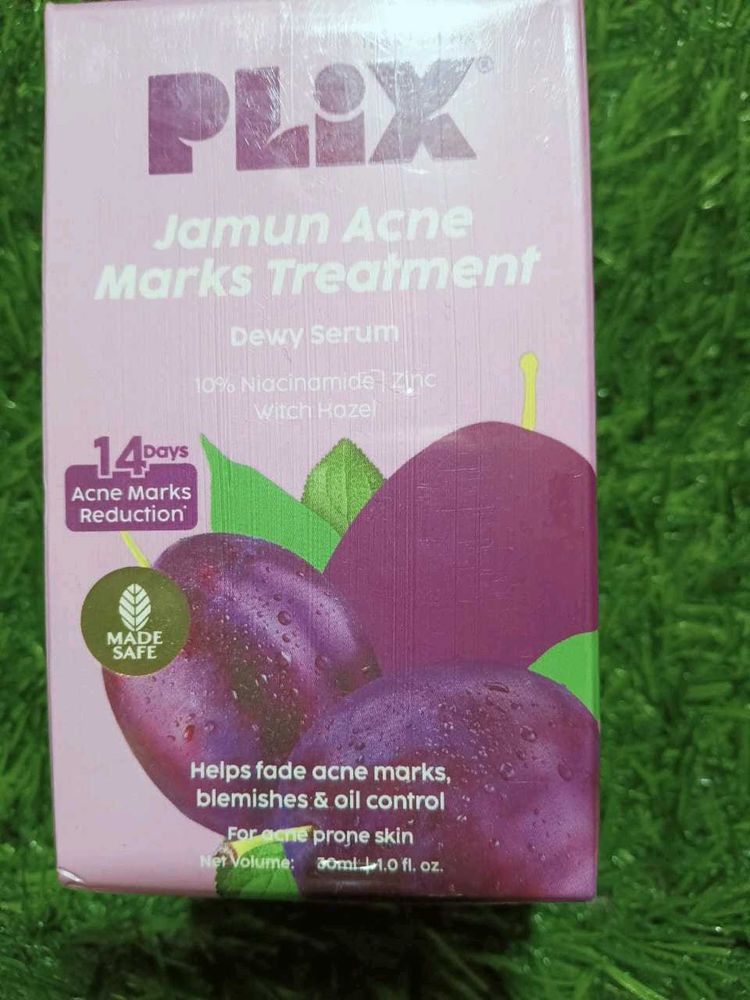 PLiX®
Jamun Acne
Marks Treatment
Dewy Serum
10% Niacinamide | Zinc
Witch Hazel
14 Days
Acne Marks
Reduction*
MADE
SAFE
Helps fade acne marks,
blemishes & oil control
For acne prone skin
Net Volume: 30ml | 1.0 fl. oz.